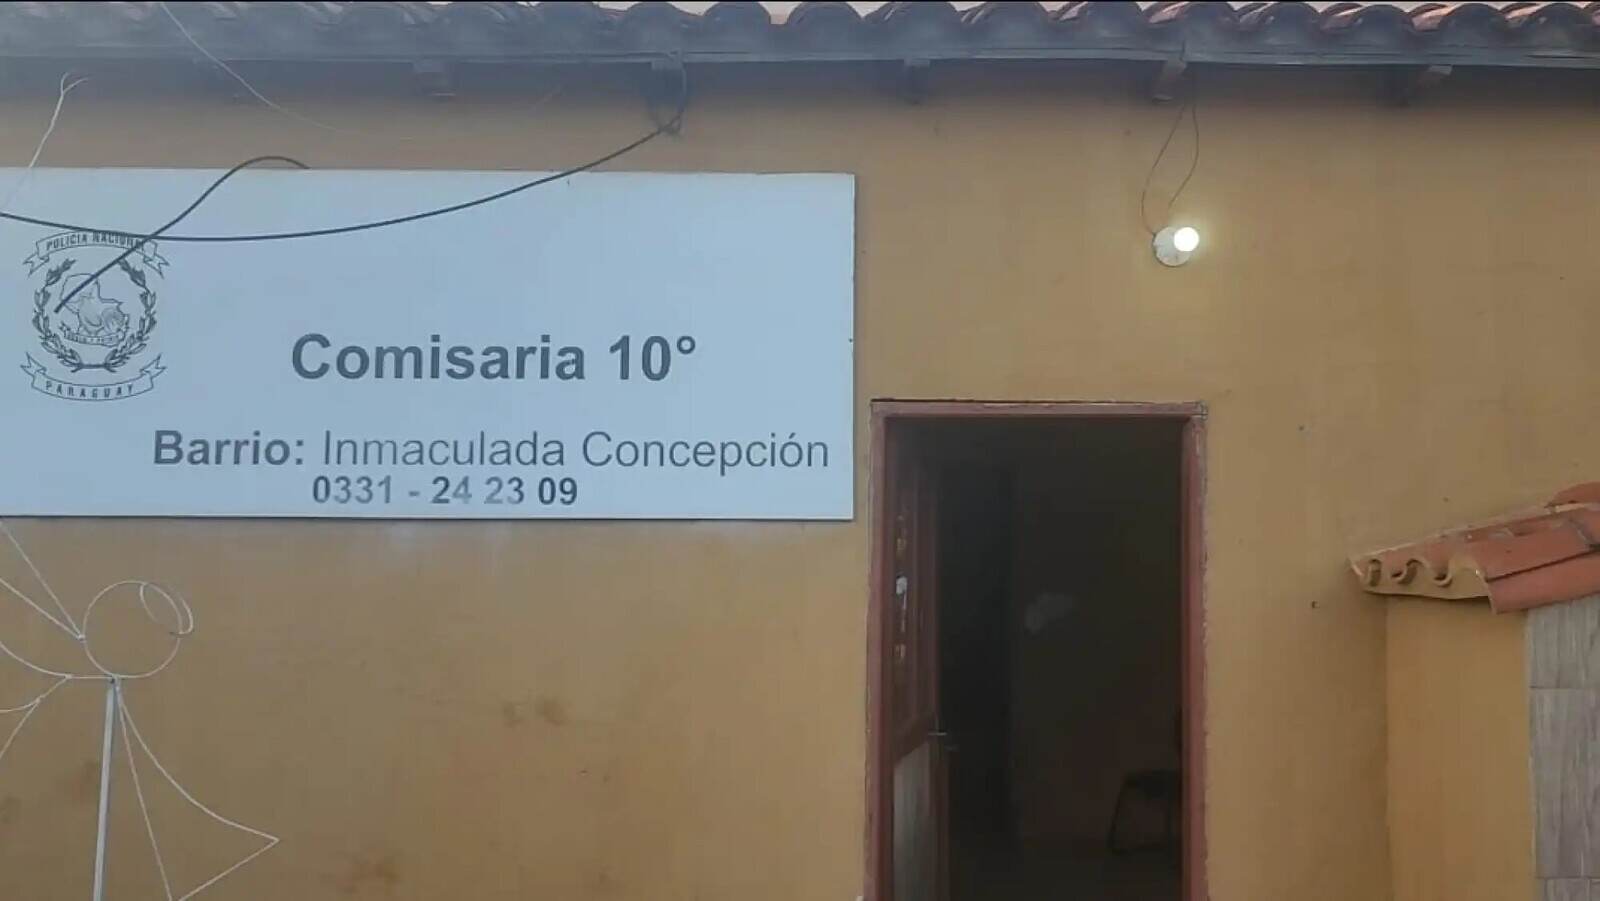 POLICIA NACIONAL
PARAGUAY
Comisaria 10°
Barrio: Inmaculada Concepción
0331 - 24 23 09